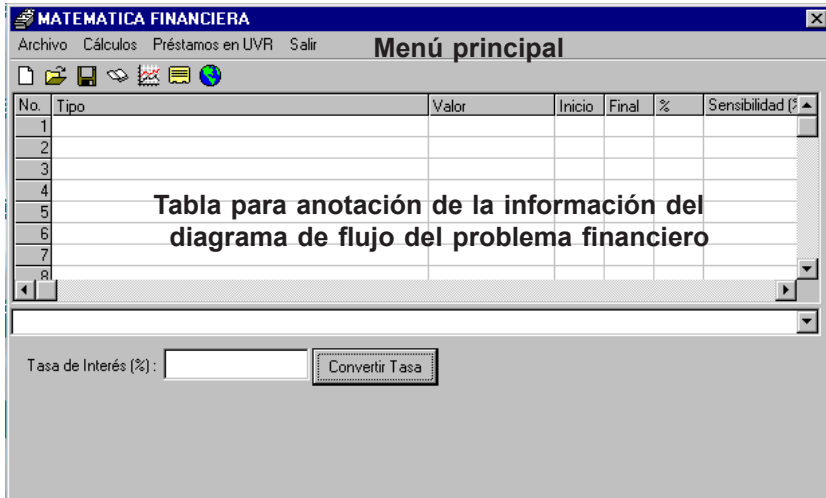 MATEMATICA FINANCIERA
Archivo Cálculos Préstamos en UVR Salir
Menú principal
No. Tipo Valor Inicio Final % Sensibilidad (%
1
2
3
4
5
6
7
8
Tabla para anotación de la información del
diagrama de flujo del problema financiero
Tasa de Interés (%) : Convertir Tasa